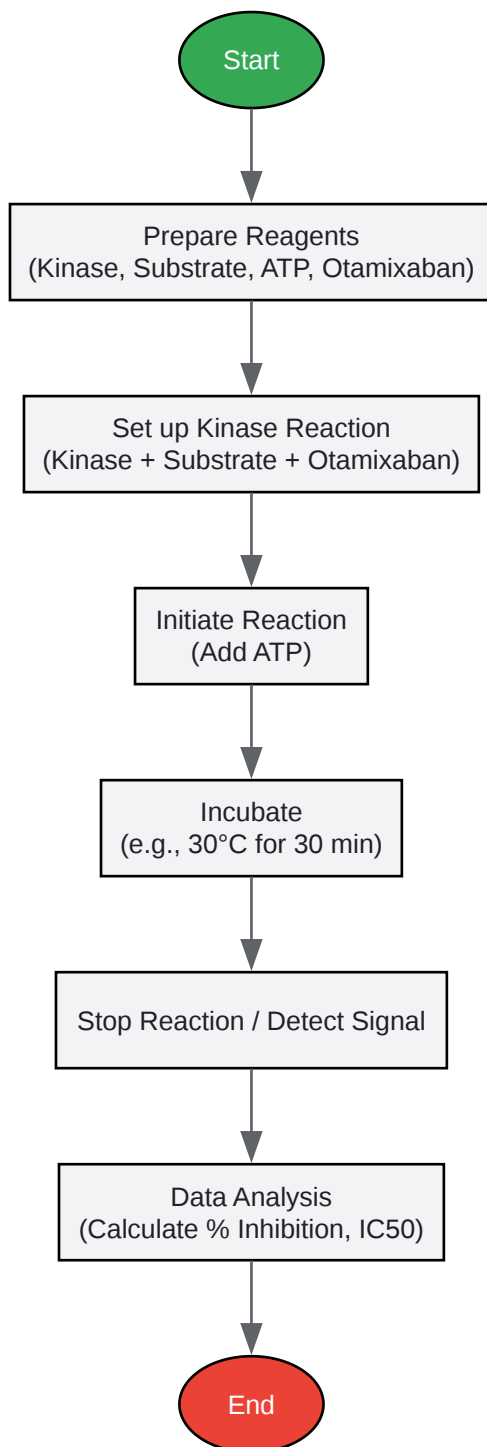 Start
Prepare Reagents
(Kinase, Substrate, ATP, Otamixaban)
Set up Kinase Reaction
(Kinase + Substrate + Otamixaban)
Initiate Reaction
(Add ATP)
Incubate
(e.g., 30°C for 30 min)
Stop Reaction / Detect Signal
Data Analysis
(Calculate % Inhibition, IC50)
End